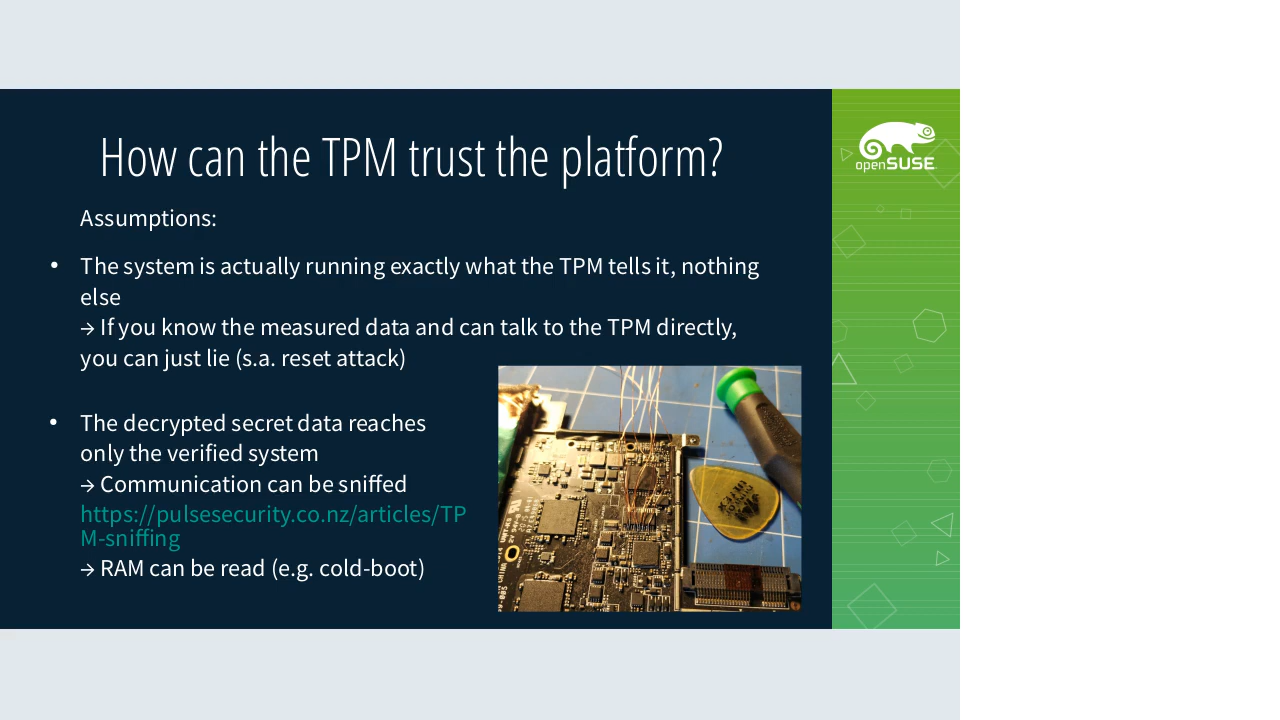 How can the TPM trust the platform?
openSUSE
Assumptions:
• The system is actually running exactly what the TPM tells it, nothing
else
→ If you know the measured data and can talk to the TPM directly,
you can just lie (s.a. reset attack)
• The decrypted secret data reaches
only the verified system
→ Communication can be sniffed
https://pulsesecurity.co.nz/articles/TP
M-sniffing
→ RAM can be read (e.g. cold-boot)